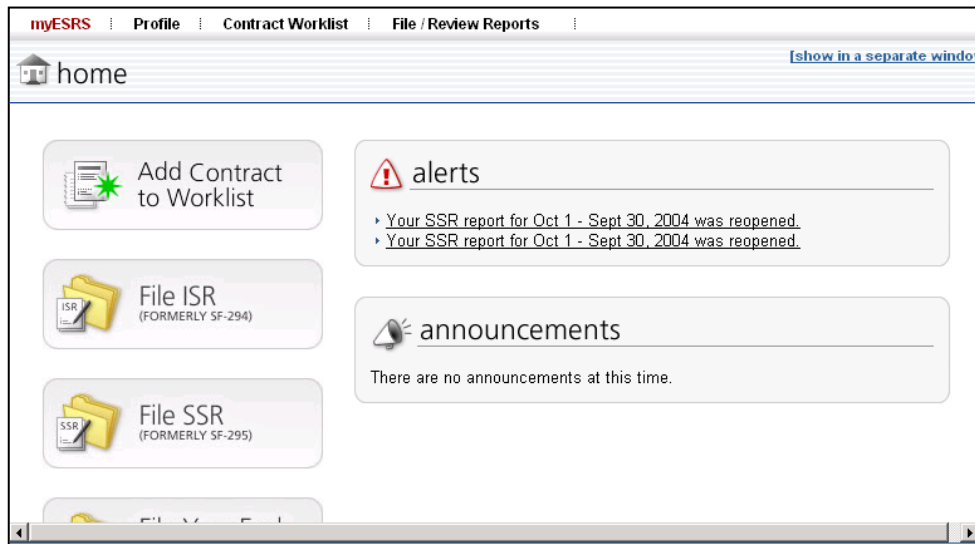 myESRS Profile Contract Worklist File / Review Reports
[show in a separate windo
home
Add Contract
to Worklist
alerts
Your SSR report for Oct 1 - Sept 30, 2004 was reopened.
Your SSR report for Oct 1 - Sept 30, 2004 was reopened.
ISR
File ISR
(FORMERLY SF-294)
announcements
There are no announcements at this time.
SSR
File SSR
(FORMERLY SF-295)